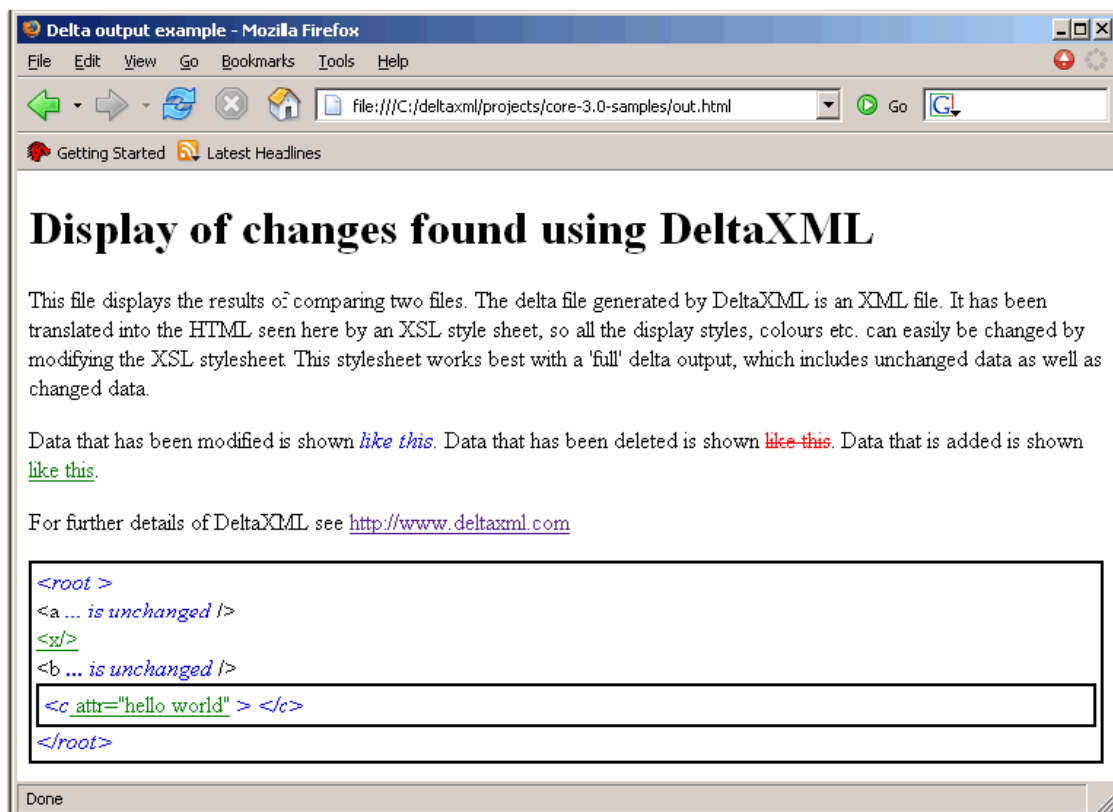 Delta output example - Mozilla Firefox
File Edit View Go Bookmarks Tools Help
file:///C:/deltaxml/projects/core-3.0-samples/out.html Go G
Getting Started Latest Headlines
Display of changes found using DeltaXML
This file displays the results of comparing two files. The delta file generated by DeltaXML is an XML file. It has been
translated into the HTML seen here by an XSL style sheet, so all the display styles, colours etc. can easily be changed by
modifying the XSL stylesheet. This stylesheet works best with a 'full' delta output, which includes unchanged data as well as
changed data.
Data that has been modified is shown like this. Data that has been deleted is shown like this. Data that is added is shown
like this.
For further details of DeltaXML see http://www.deltaxml.com
<root >
<a ... is unchanged />
<x/>
<b ... is unchanged />
<c attr="hello world" > </c>
</root>
Done